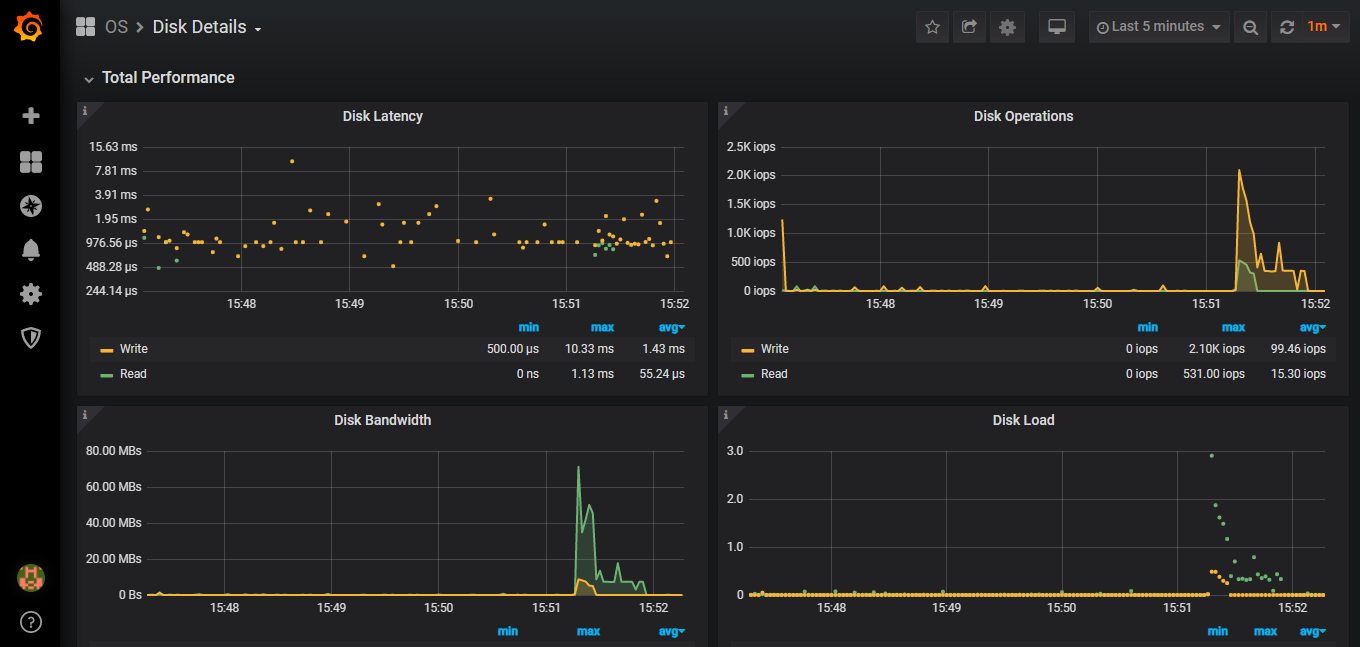 OS > Disk Details
Last 5 minutes
1m
Total Performance
Disk Latency
15.63 ms
7.81 ms
3.91 ms
1.95 ms
976.56 µs
488.28 µs
244.14 µs
15:48 15:49 15:50 15:51 15:52
min max avg
Write 500.00 µs 10.33 ms 1.43 ms
Read 0 ns 1.13 ms 55.24 µs
Disk Operations
2.5K iops
2.0K iops
1.5K iops
1.0K iops
500 iops
0 iops
15:48 15:49 15:50 15:51 15:52
min max avg
Write 0 iops 2.10K iops 99.46 iops
Read 0 iops 531.00 iops 15.30 iops
Disk Bandwidth
80.00 MBs
60.00 MBs
40.00 MBs
20.00 MBs
0 Bs
15:48 15:49 15:50 15:51 15:52
min max avg
Disk Load
3.0
2.0
1.0
0
15:48 15:49 15:50 15:51 15:52
min max avg